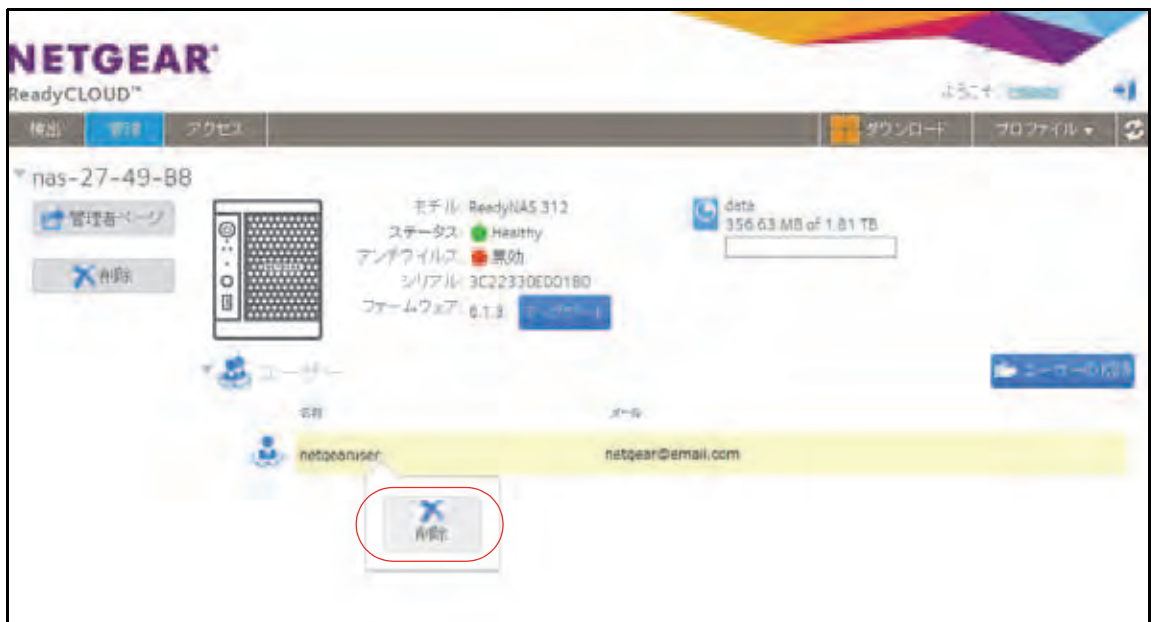 NETGEAR®
ReadyCLOUD™
ようこそ
検出 管理 アクセス ダウンロード プロファイル
nas-27-49-B8
管理者ページ
削除
モデル: ReadyNAS 312
ステータス: Healthy
アンチウイルス: 無効
シリアル:
ファームウェア: 6.1.3
data
356.63 MB of 1.81 TB
ユーザー
名前 メール
netgear@email.com
削除